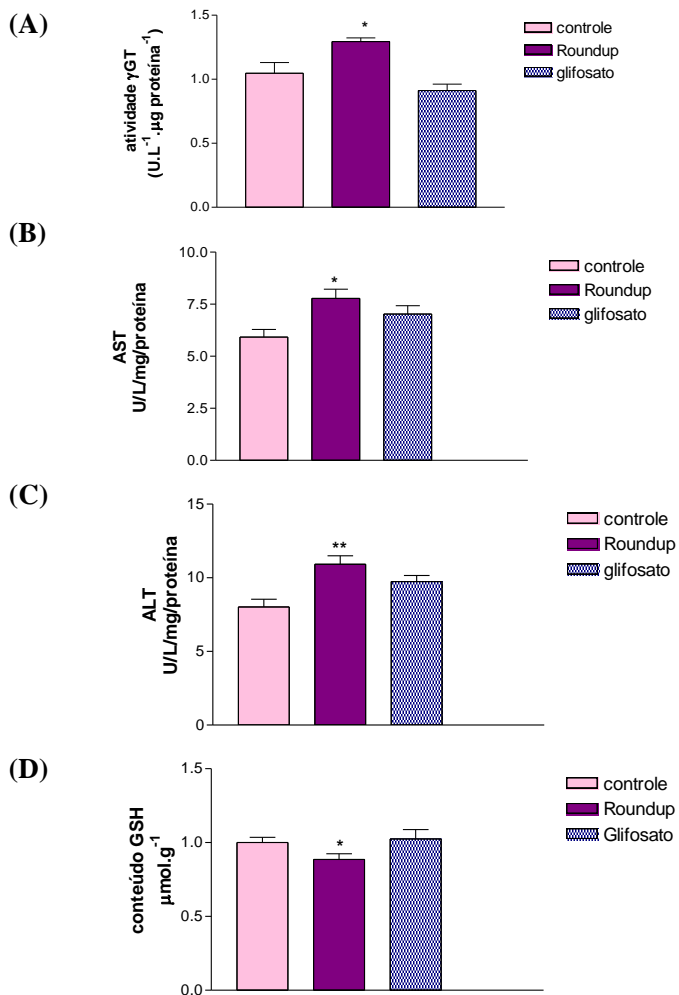 (A)
atividade γGT
(U.L⁻¹.µg proteína⁻¹)
1.5
1.0
0.5
0.0
*
controle
Roundup
glifosato
(B)
AST
U/L/mg/proteína
10.0
7.5
5.0
2.5
0.0
*
controle
Roundup
glifosato
(C)
ALT
U/L/mg/proteína
15
10
5
0
**
controle
Roundup
glifosato
(D)
conteúdo GSH
µmol.g⁻¹
1.5
1.0
0.5
0.0
*
controle
Roundup
Glifosato